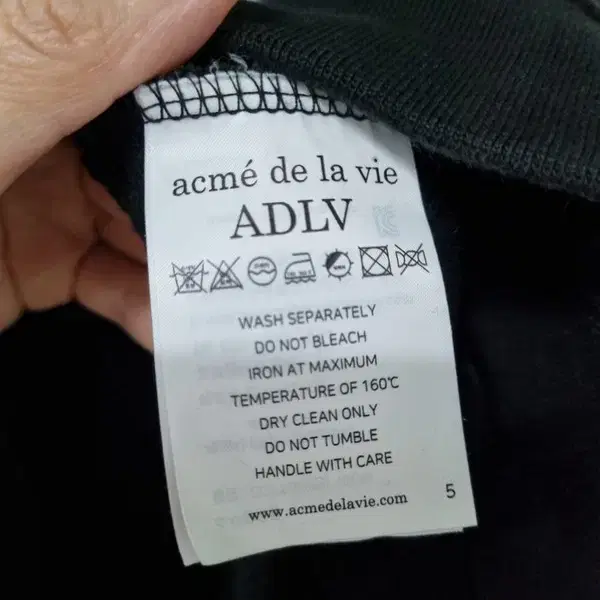 acmé de la vie
ADLV
WASH SEPARATELY
DO NOT BLEACH
IRON AT MAXIMUM
TEMPERATURE OF 160℃
DRY CLEAN ONLY
DO NOT TUMBLE
HANDLE WITH CARE
www.acmedelavie.com
5